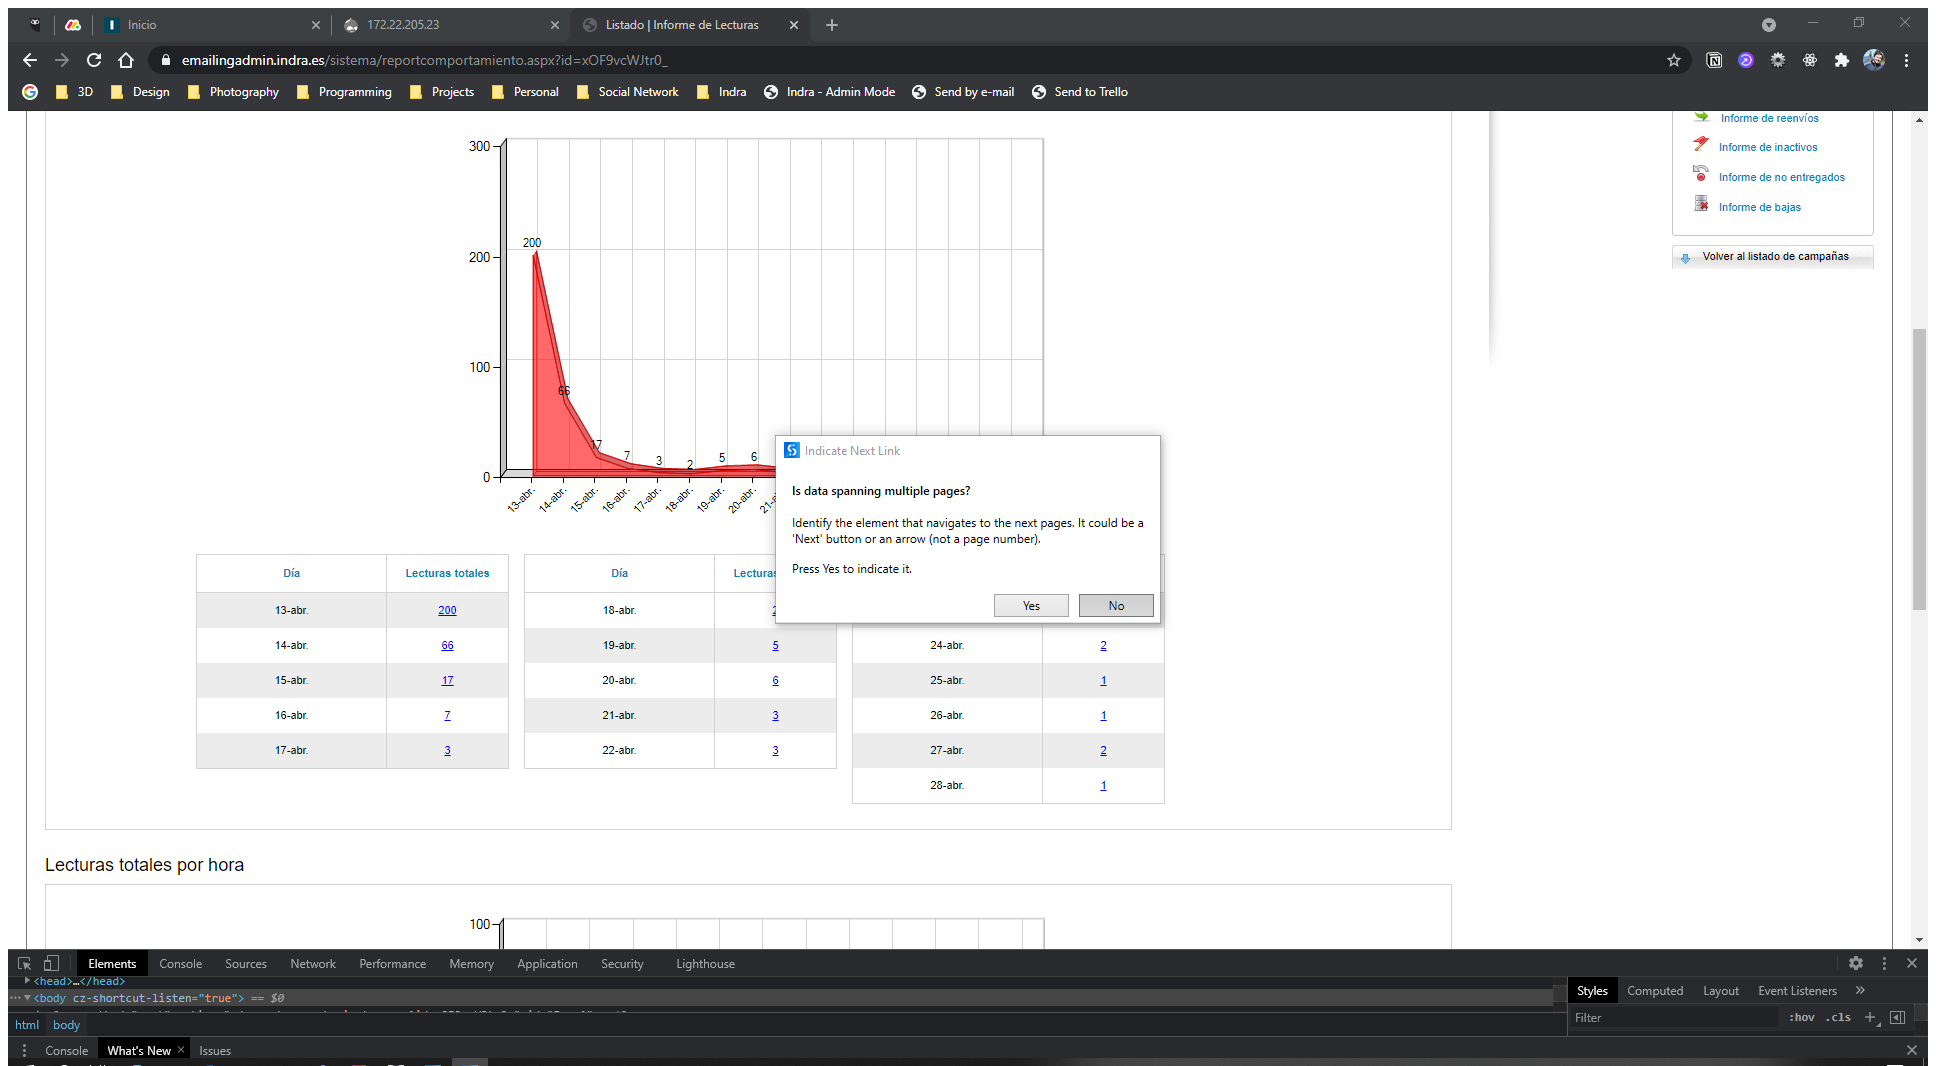 Inicio
172.22.205.23
Listado | Informe de Lecturas
emailingadmin.indra.es/sistema/reportcomportamiento.aspx?id=xOF9vcWJtr0_
3D Design Photography Programming Projects Personal Social Network Indra Indra - Admin Mode Send by e-mail Send to Trello
Informe de reenvíos
Informe de inactivos
Informe de no entregados
Informe de bajas
Volver al listado de campañas
300
200
100
0
200
66
17
7
3
2
5
6
13-abr. 14-abr. 15-abr. 16-abr. 17-abr. 18-abr. 19-abr. 20-abr.
Indicate Next Link
Is data spanning multiple pages?
Identify the element that navigates to the next pages. It could be a
'Next' button or an arrow (not a page number).
Press Yes to indicate it.
Yes No
Día Lecturas totales
13-abr. 200
14-abr. 66
15-abr. 17
16-abr. 7
17-abr. 3
Día Lecturas
18-abr.
19-abr. 5
20-abr. 6
21-abr. 3
22-abr. 3
24-abr. 2
25-abr. 1
26-abr. 1
27-abr. 2
28-abr. 1
Lecturas totales por hora
100
Elements Console Sources Network Performance Memory Application Security Lighthouse
<head>…</head>
<body cz-shortcut-listen="true"> == $0
html body
Styles Computed Layout Event Listeners »
Filter :hov .cls
Console What's New Issues